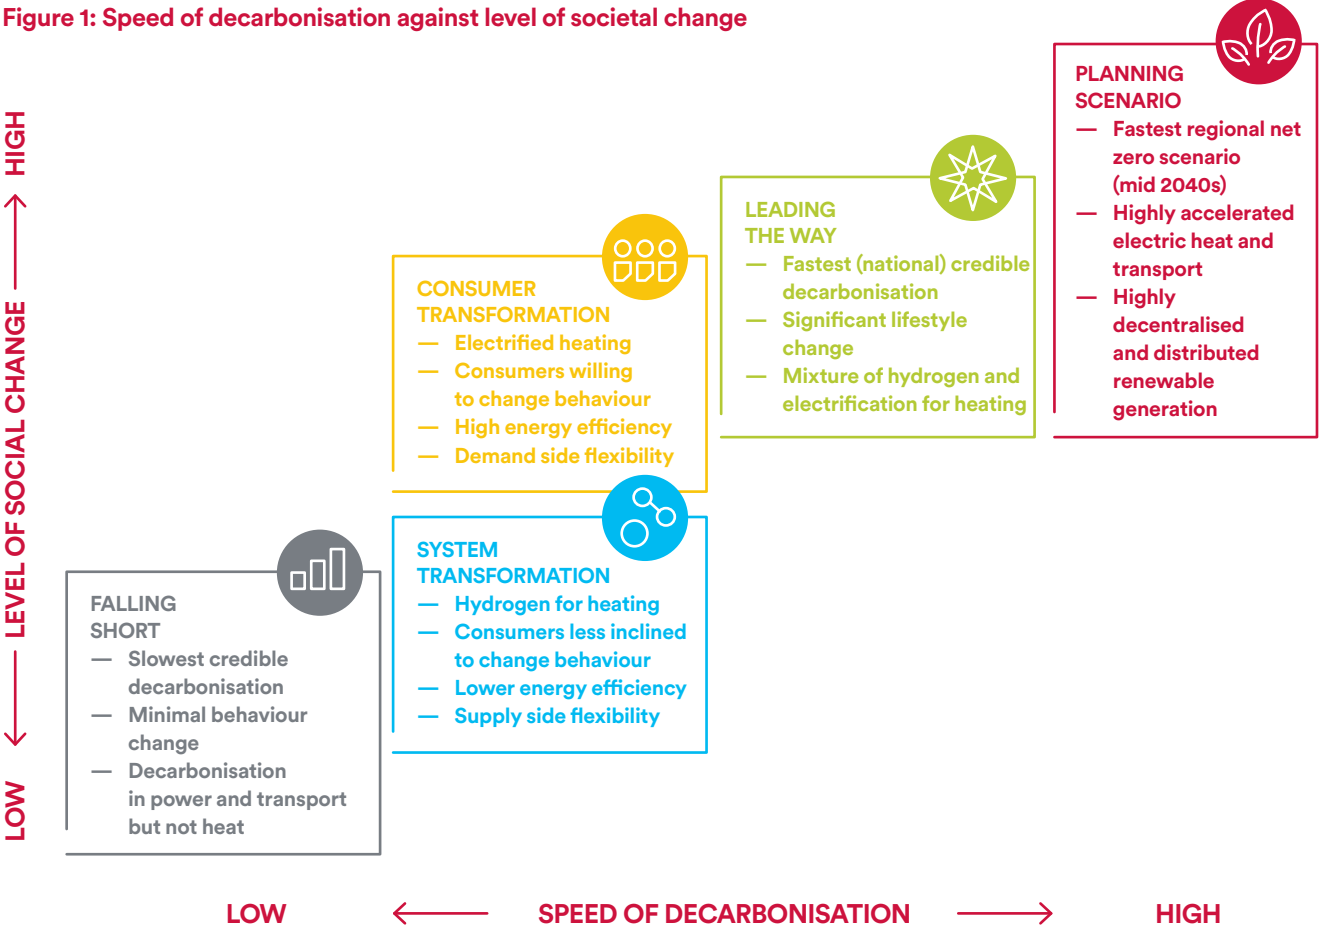 Figure 1: Speed of decarbonisation against level of societal change
PLANNING
SCENARIO
— Fastest regional net
zero scenario
(mid 2040s)
— Highly accelerated
electric heat and
transport
— Highly
decentralised
and distributed
renewable
generation
LEADING
THE WAY
— Fastest (national) credible
decarbonisation
— Significant lifestyle
change
— Mixture of hydrogen and
electrification for heating
CONSUMER
TRANSFORMATION
— Electrified heating
— Consumers willing
to change behaviour
— High energy efficiency
— Demand side flexibility
SYSTEM
TRANSFORMATION
— Hydrogen for heating
— Consumers less inclined
to change behaviour
— Lower energy efficiency
— Supply side flexibility
FALLING
SHORT
— Slowest credible
decarbonisation
— Minimal behaviour
change
— Decarbonisation
in power and transport
but not heat
HIGH
LEVEL OF SOCIAL CHANGE
LOW
LOW
SPEED OF DECARBONISATION
HIGH